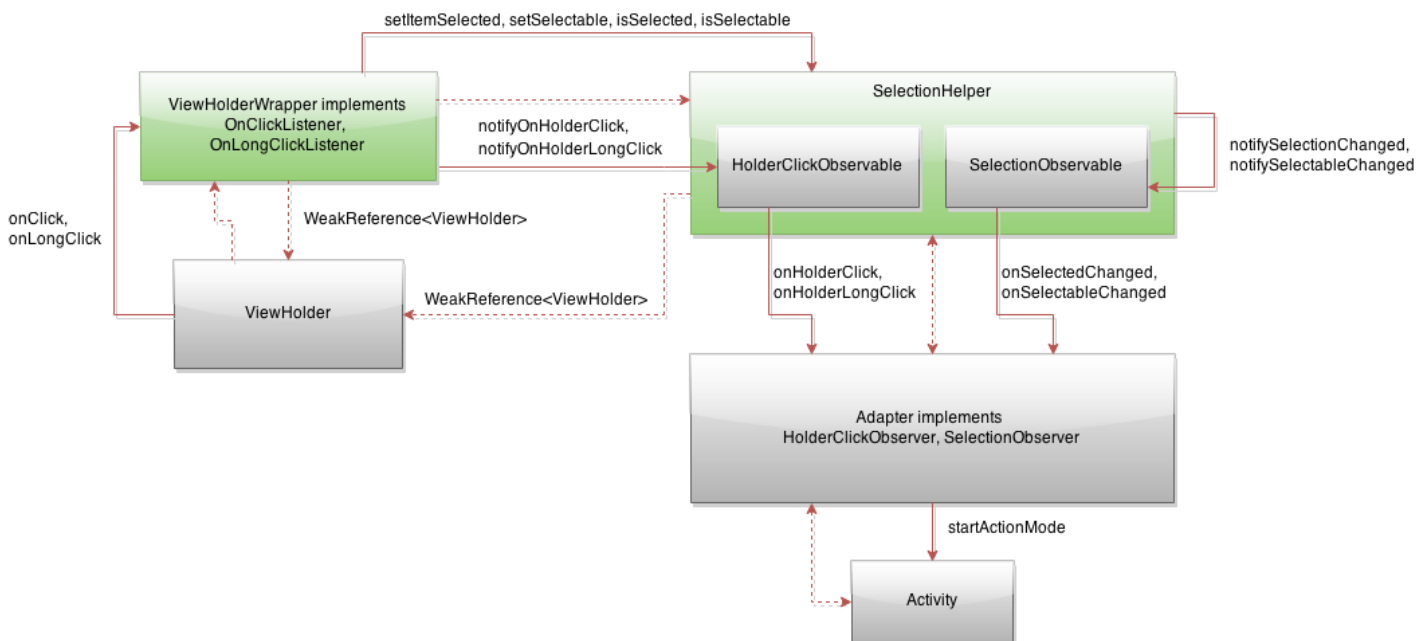 setItemSelected, setSelectable, isSelected, isSelectable
ViewHolderWrapper implements
OnClickListener,
OnLongClickListener
SelectionHelper
notifyOnHolderClick,
notifyOnHolderLongClick
HolderClickObservable
SelectionObservable
notifySelectionChanged,
notifySelectableChanged
onClick,
onLongClick
WeakReference<ViewHolder>
ViewHolder
WeakReference<ViewHolder>
onHolderClick,
onHolderLongClick
onSelectedChanged,
onSelectableChanged
Adapter implements
HolderClickObserver, SelectionObserver
startActionMode
Activity